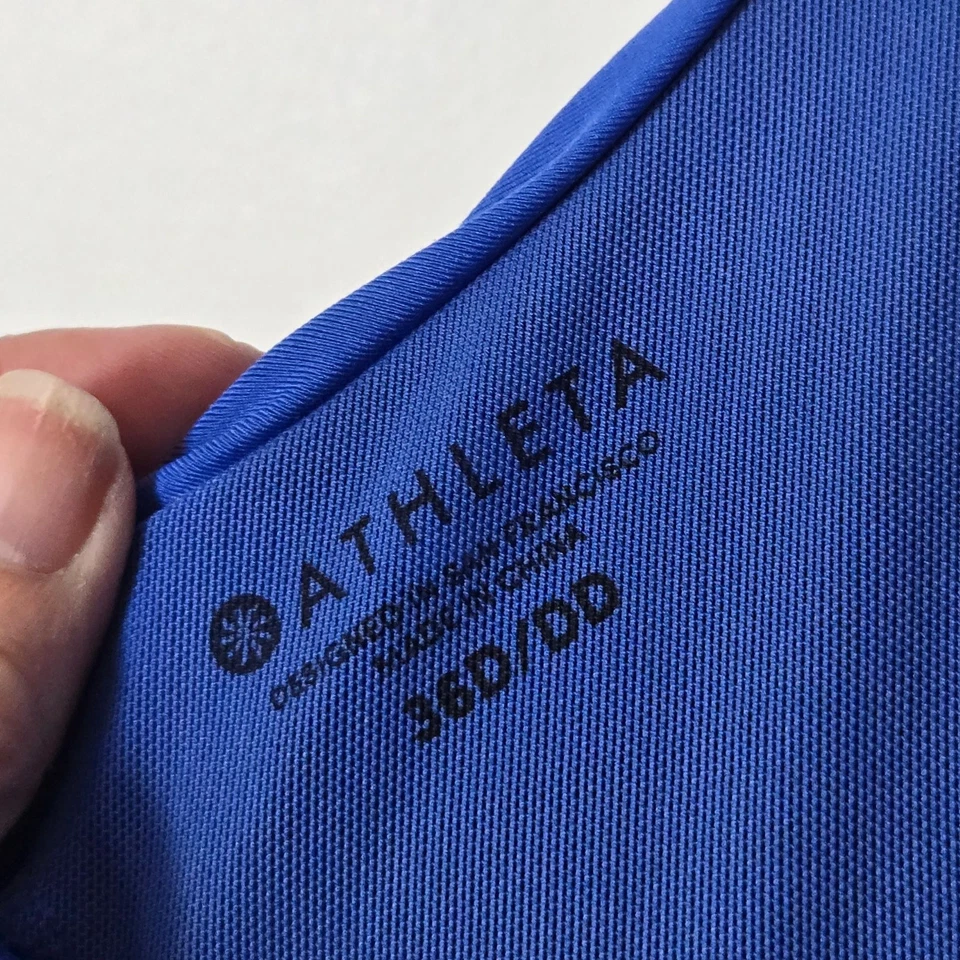 ATHLETA
DESIGNED IN SAN FRANCISCO
MADE IN CHINA
36D/DD